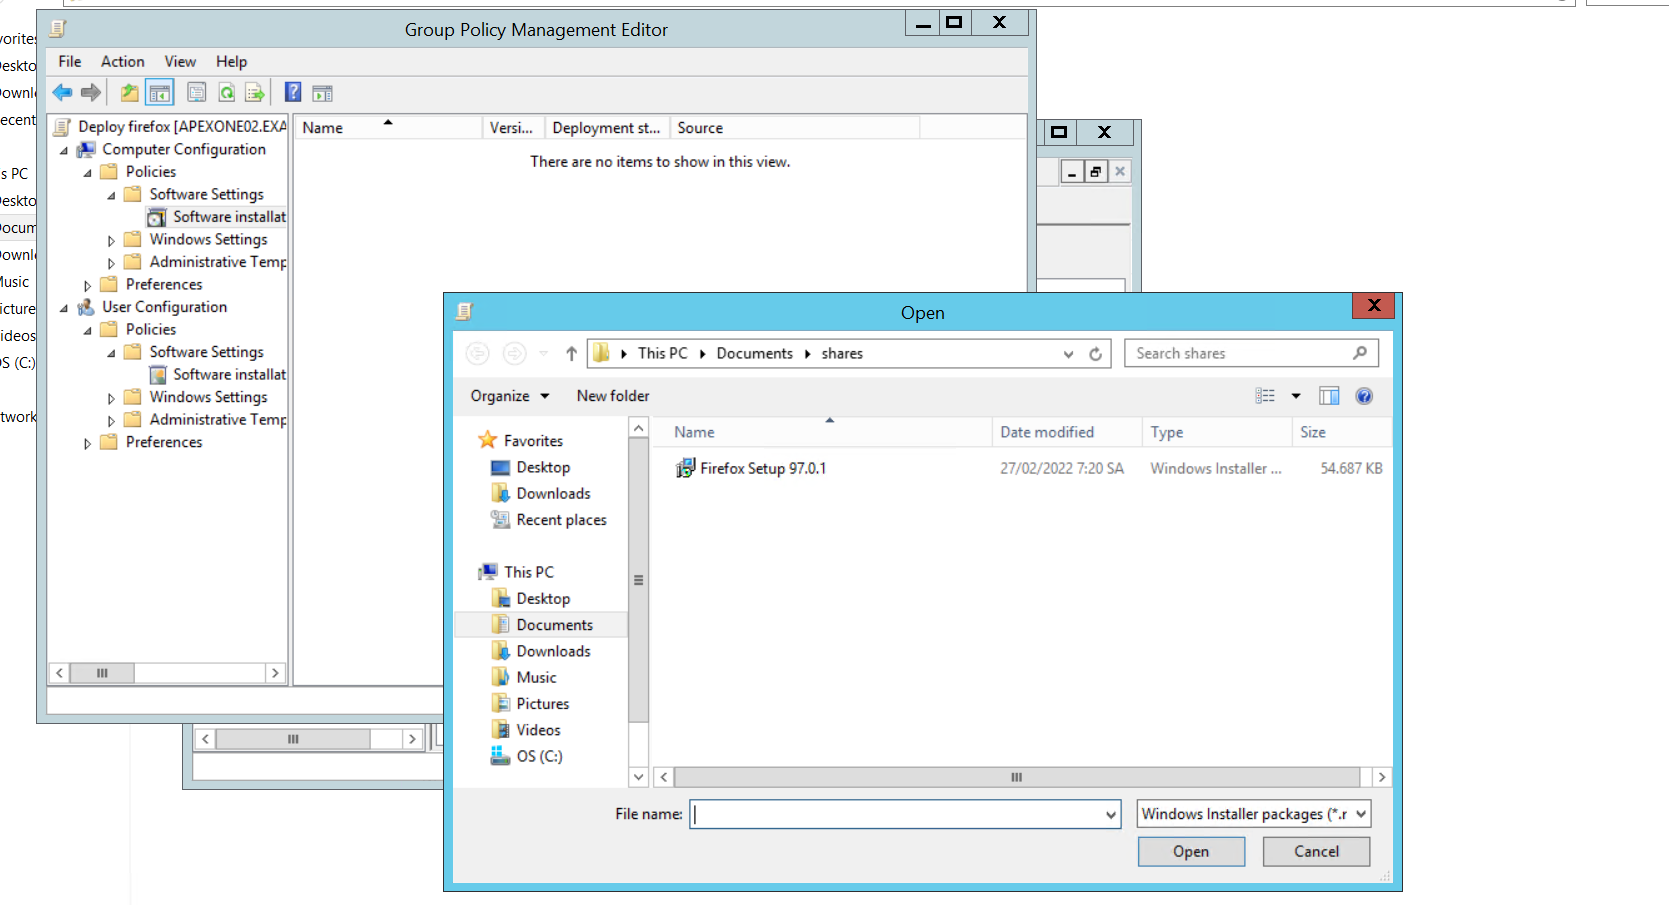 Group Policy Management Editor
File Action View Help
Deploy firefox [APEXONE02.EXA
Computer Configuration
Policies
Software Settings
Software installat
Windows Settings
Administrative Temp
Preferences
User Configuration
Policies
Software Settings
Software installat
Windows Settings
Administrative Temp
Preferences
Name Versi... Deployment st... Source
There are no items to show in this view.
vorites
Deskto
Downl
ecent
s PC
Deskto
Docum
Downl
Music
icture
ideos
OS (C:)
twork
Open
This PC Documents shares
Search shares
Organize New folder
Favorites
Desktop
Downloads
Recent places
This PC
Desktop
Documents
Downloads
Music
Pictures
Videos
OS (C:)
Name Date modified Type Size
Firefox Setup 97.0.1 27/02/2022 7:20 SA Windows Installer ... 54.687 KB
File name: Windows Installer packages (*.r
Open Cancel